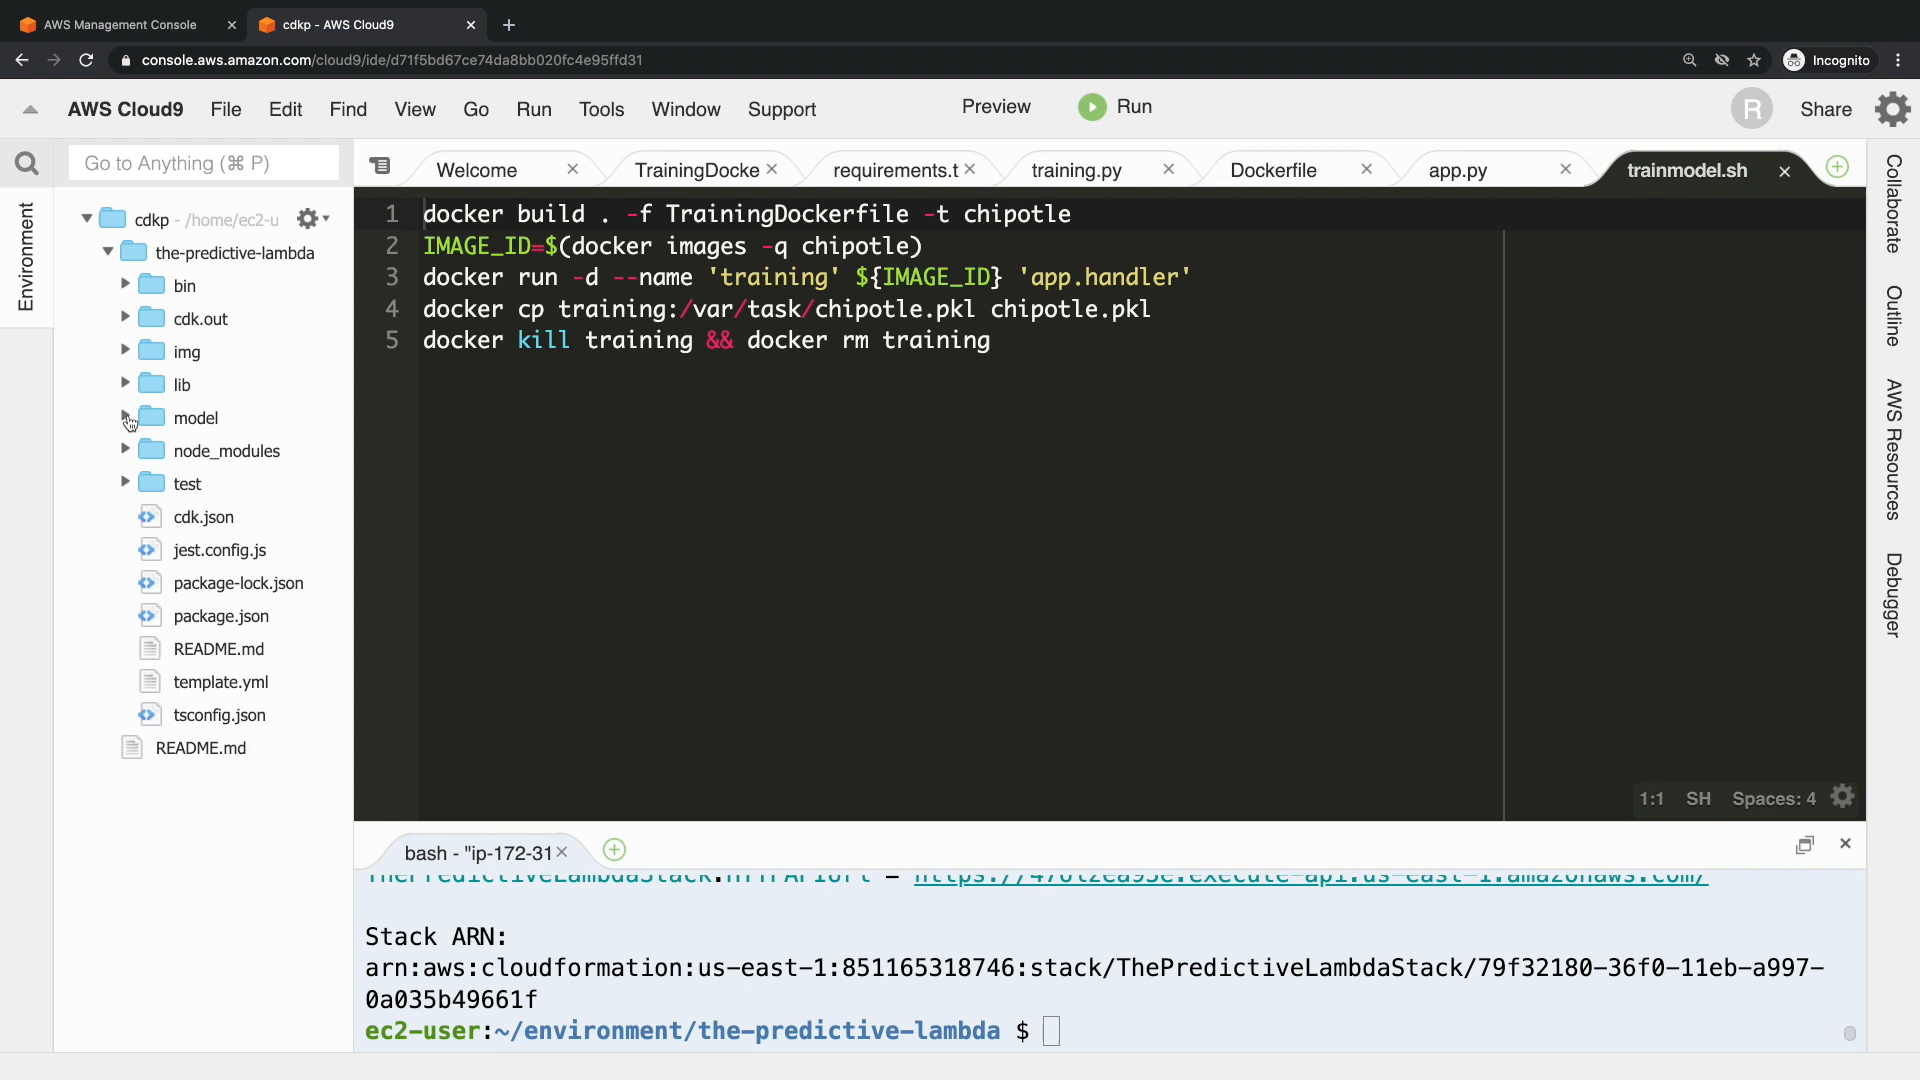 AWS Management Console
cdkp - AWS Cloud9
console.aws.amazon.com/cloud9/ide/d71f5bd67ce74da8bb020fc4e95ffd31
Incognito
AWS Cloud9 File Edit Find View Go Run Tools Window Support Preview Run R Share
Go to Anything (⌘ P)
Welcome TrainingDocke requirements.t training.py Dockerfile app.py trainmodel.sh
Environment
cdkp - /home/ec2-u
the-predictive-lambda
bin
cdk.out
img
lib
model
node_modules
test
cdk.json
jest.config.js
package-lock.json
package.json
README.md
template.yml
tsconfig.json
README.md
1 docker build . -f TrainingDockerfile -t chipotle
2 IMAGE_ID=$(docker images -q chipotle)
3 docker run -d --name 'training' ${IMAGE_ID} 'app.handler'
4 docker cp training:/var/task/chipotle.pkl chipotle.pkl
5 docker kill training && docker rm training
1:1 SH Spaces: 4
Collaborate
Outline
AWS Resources
Debugger
bash - "ip-172-31
Stack ARN:
arn:aws:cloudformation:us-east-1:851165318746:stack/ThePredictiveLambdaStack/79f32180-36f0-11eb-a997-
0a035b49661f
ec2-user:~/environment/the-predictive-lambda $